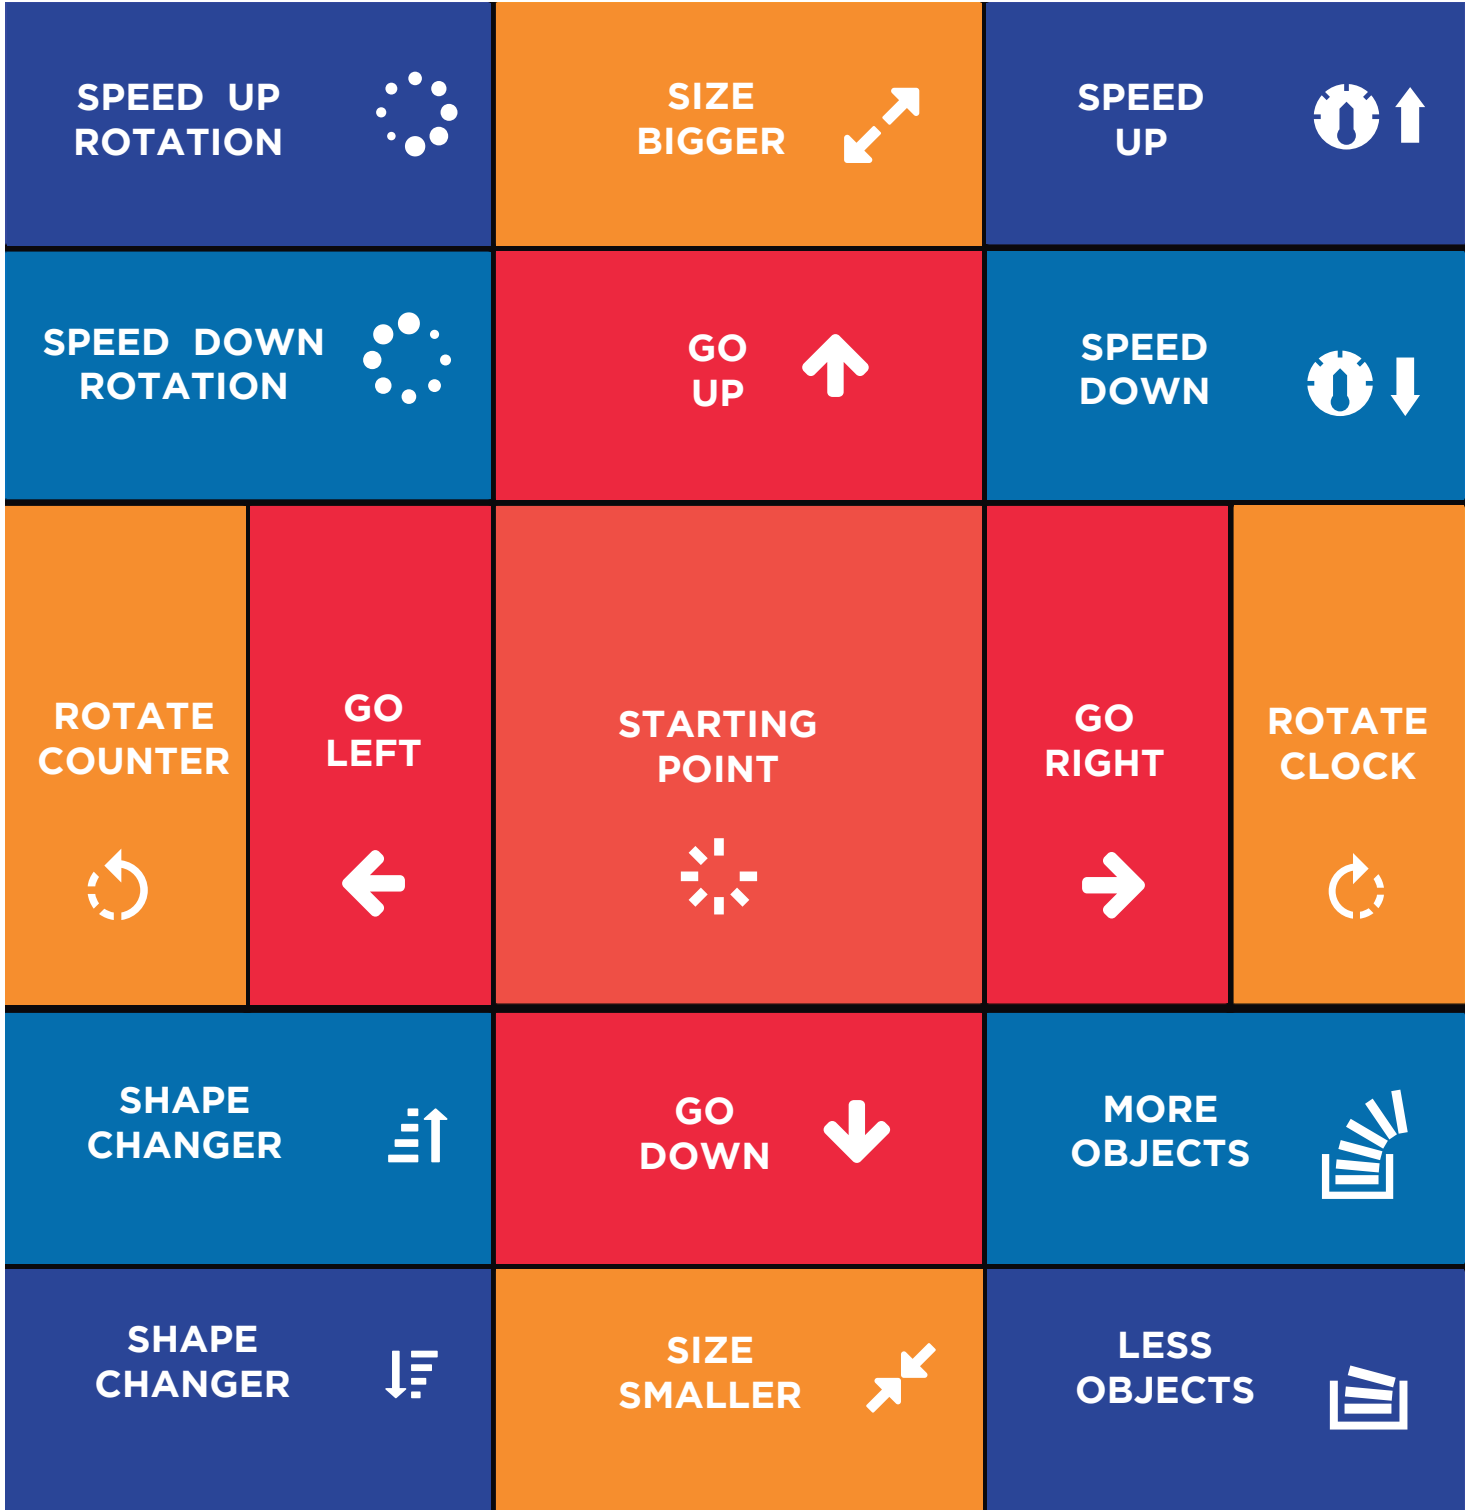 SPEED UP
ROTATION
SIZE
BIGGER
SPEED
UP
SPEED DOWN
ROTATION
GO
UP
SPEED
DOWN
ROTATE
COUNTER
GO
LEFT
STARTING
POINT
GO
RIGHT
ROTATE
CLOCK
SHAPE
CHANGER
GO
DOWN
MORE
OBJECTS
SHAPE
CHANGER
SIZE
SMALLER
LESS
OBJECTS